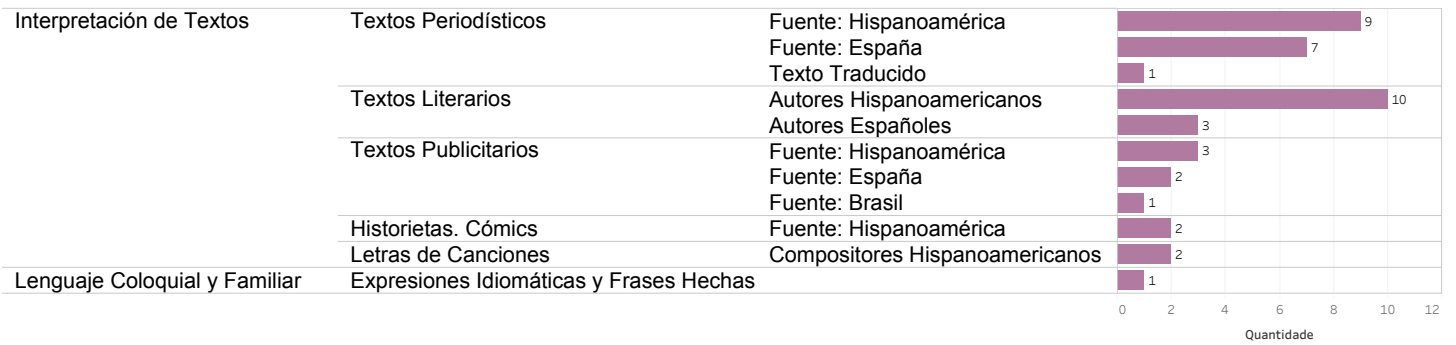 Interpretación de Textos Textos Periodísticos Fuente: Hispanoamérica 9
Fuente: España 7
Texto Traducido 1
Textos Literarios Autores Hispanoamericanos 10
Autores Españoles 3
Textos Publicitarios Fuente: Hispanoamérica 3
Fuente: España 2
Fuente: Brasil 1
Historietas. Cómics Fuente: Hispanoamérica 2
Letras de Canciones Compositores Hispanoamericanos 2
Lenguaje Coloquial y Familiar Expresiones Idiomáticas y Frases Hechas 1
0 2 4 6 8 10 12
Quantidade